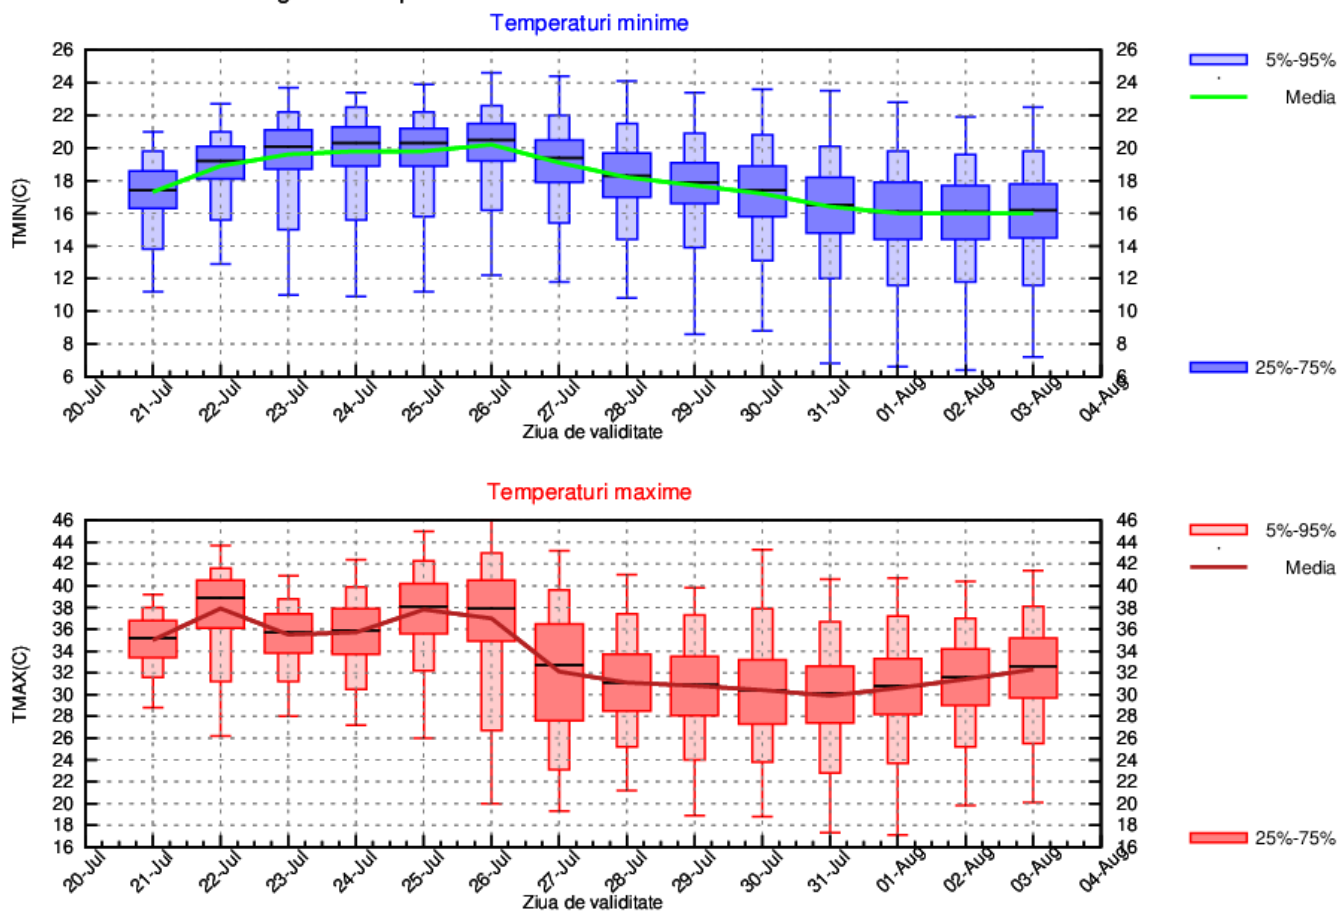 Temperaturi minime
TMIN(C)
26 24 22 20 18 16 14 12 10 8 6
26 24 22 20 18 16 14 12 10 8 6
20-Jul 21-Jul 22-Jul 23-Jul 24-Jul 25-Jul 26-Jul 27-Jul 28-Jul 29-Jul 30-Jul 31-Jul 01-Aug 02-Aug 03-Aug 04-Aug
Ziua de validitate
5%-95%
Media
25%-75%
Temperaturi maxime
TMAX(C)
46 44 42 40 38 36 34 32 30 28 26 24 22 20 18 16
46 44 42 40 38 36 34 32 30 28 26 24 22 20 18 16
20-Jul 21-Jul 22-Jul 23-Jul 24-Jul 25-Jul 26-Jul 27-Jul 28-Jul 29-Jul 30-Jul 31-Jul 01-Aug 02-Aug 03-Aug 04-Aug
Ziua de validitate
5%-95%
Media
25%-75%